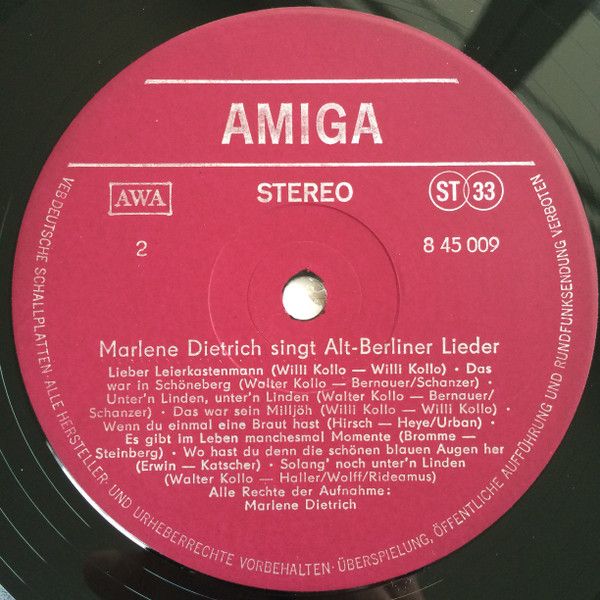 AMIGA
AWA
STEREO
ST 33
2
8 45 009
Marlene Dietrich singt Alt-Berliner Lieder
Lieber Leierkastenmann (Willi Kollo — Willi Kollo) · Das
war in Schöneberg (Walter Kollo — Bernauer/Schanzer) ·
Unter'n Linden, unter'n Linden (Walter Kollo — Bernauer/
Schanzer) · Das war sein Milljöh (Willi Kollo — Willi Kollo) ·
Wenn du einmal eine Braut hast (Hirsch — Heye/Urban) ·
Es gibt im Leben manchesmal Momente (Bromme —
Steinberg) · Wo hast du denn die schönen blauen Augen her
(Erwin — Katscher) · Solang' noch unter'n Linden
(Walter Kollo — Haller/Wolff/Rideamus)
Alle Rechte der Aufnahme:
Marlene Dietrich
VEB DEUTSCHE SCHALLPLATTEN ALLE HERSTELLER- UND URHEBERRECHTE VORBEHALTEN · ÜBERSPIELUNG, ÖFFENTLICHE AUFFÜHRUNG UND RUNDFUNKSENDUNG VERBOTEN